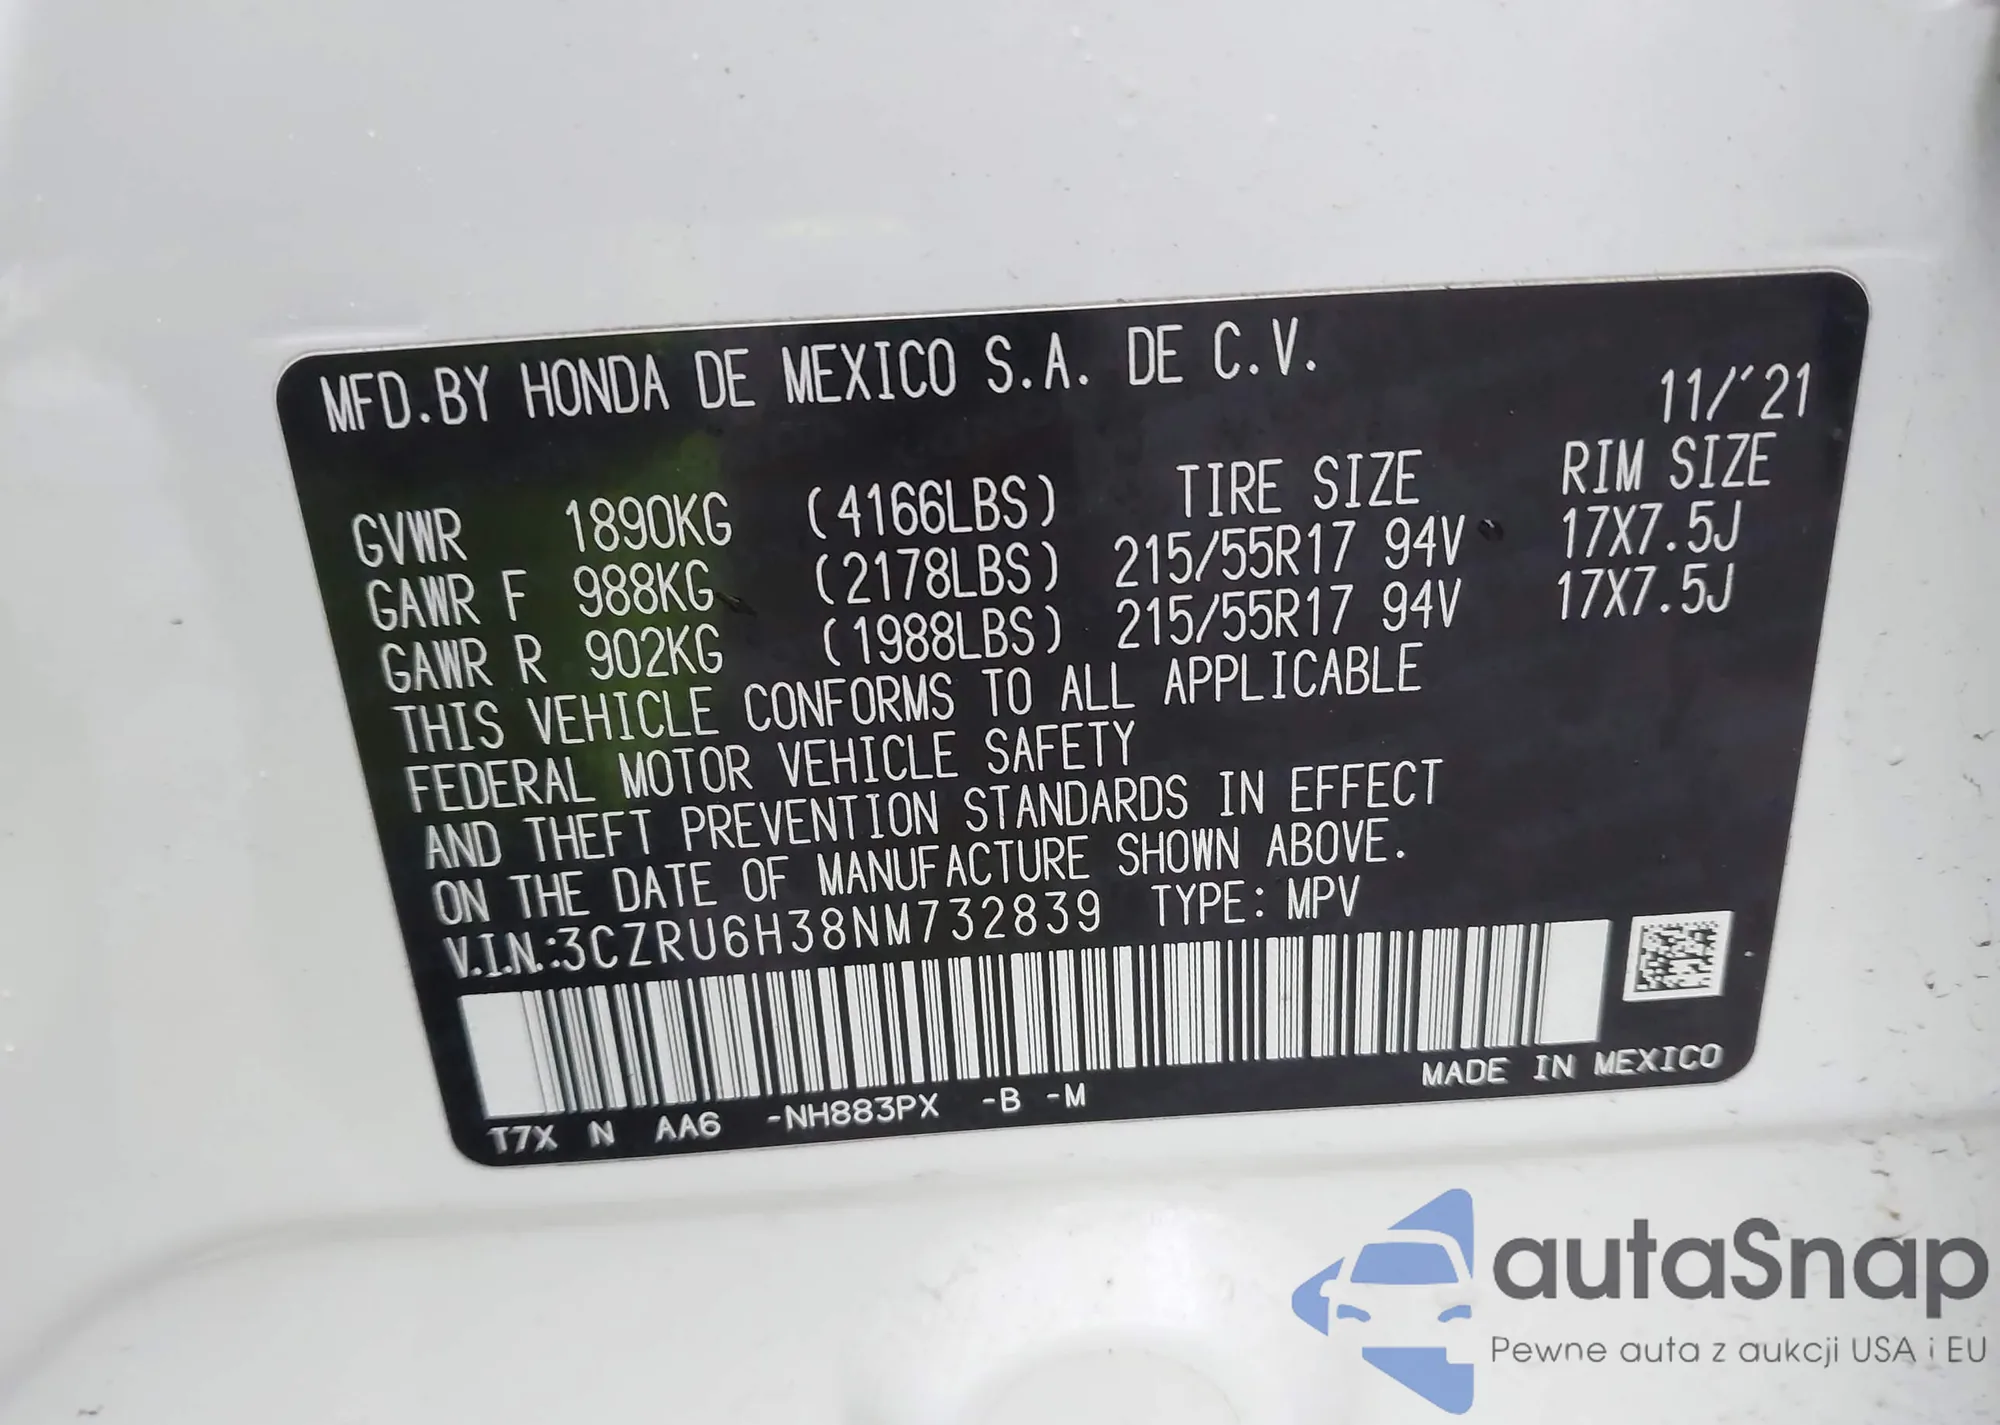 MFD.BY HONDA DE MEXICO S.A. DE C.V.
11/'21
GVWR 1890KG (4166LBS) TIRE SIZE RIM SIZE
GAWR F 988KG (2178LBS) 215/55R17 94V 17X7.5J
GAWR R 902KG (1988LBS) 215/55R17 94V 17X7.5J
THIS VEHICLE CONFORMS TO ALL APPLICABLE
FEDERAL MOTOR VEHICLE SAFETY
AND THEFT PREVENTION STANDARDS IN EFFECT
ON THE DATE OF MANUFACTURE SHOWN ABOVE.
V.I.N.:3CZRU6H38NM732839 TYPE: MPV
T7X N AA6 -NH883PX -B -M MADE IN MEXICO
autaSnap
Pewne auta z aukcji USA i EU